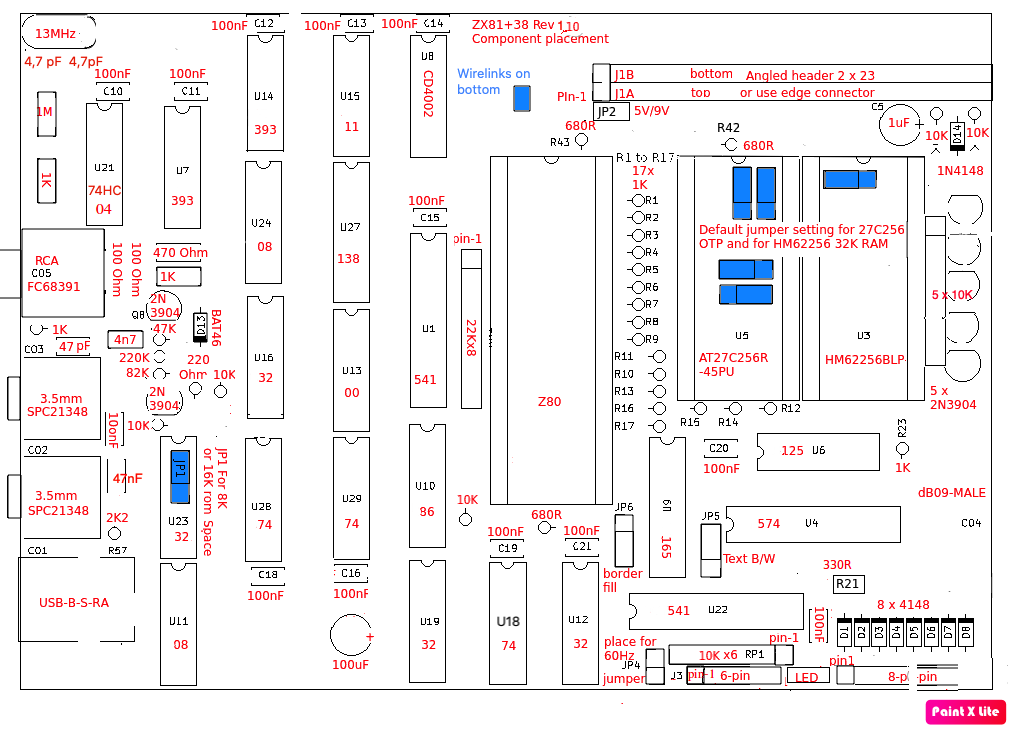 100nF C12
100nF C13
100nF C14
ZX81+38 Rev 1.10
Component placement
13MHz
4,7 pF 4,7pF
100nF
C10
100nF
C11
U14
393
U15
11
U8
CD4002
Wirelinks on
bottom
J1B bottom Angled header 2 x 23
J1A top or use edge connector
PIn-1
JP2 5V/9V
680R
R43
R42
680R
C5
1uF +
10K
D14
10K
1N4148
1M
1K
U21
74HC
04
U7
393
U24
08
U27
138
100nF
C15
R1 to R17
17x
1K
R1
R2
R3
R4
R5
R6
R7
R8
R9
R11
R10
R13
R16
R17
Default jumper setting for 27C256
OTP and for HM62256 32K RAM
U5
AT27C256R
-45PU
U3
HM62256BLP-
5 x 10K
5 x
2N3904
RCA
CO5
FC68391
100 Ohm
100 Ohm
470 Ohm
1K
2N
3904
Q8
47K
D13
BAT46
1K
47 pF
4n7
CO3
220K
82K
220
Ohm
10K
2N
3904
10K
3.5mm
SPC21348
10onF
CO2
3.5mm
SPC21348
47nF
2K2
R57
CO1
USB-B-S-RA
JP1
JP1 For 8K
or 16K rom Space
U23
32
U11
08
U16
32
U13
00
U1
541
pin-1
22Kx8
Z80
U28
74
U29
74
U10
86
10K
680R
C18
100nF
C16
100nF
+
100uF
U19
32
100nF
C19
U18
74
100nF
C21
U12
32
R15
R14
R12
R23
1K
C20
100nF
125 U6
U9
165
JP6
border
fill
JP5
Text B/W
574 U4
dB09-MALE
CO4
330R
R21
541 U22
100nF
8 x 4148
D1
D2
D3
D4
D5
D6
D7
D8
place for
60Hz
JP4
jumper
10K x6 RP1
pin-1
J3
pin-1 6-pin
LED
pin1
8-pi -pin
Paint X Lite